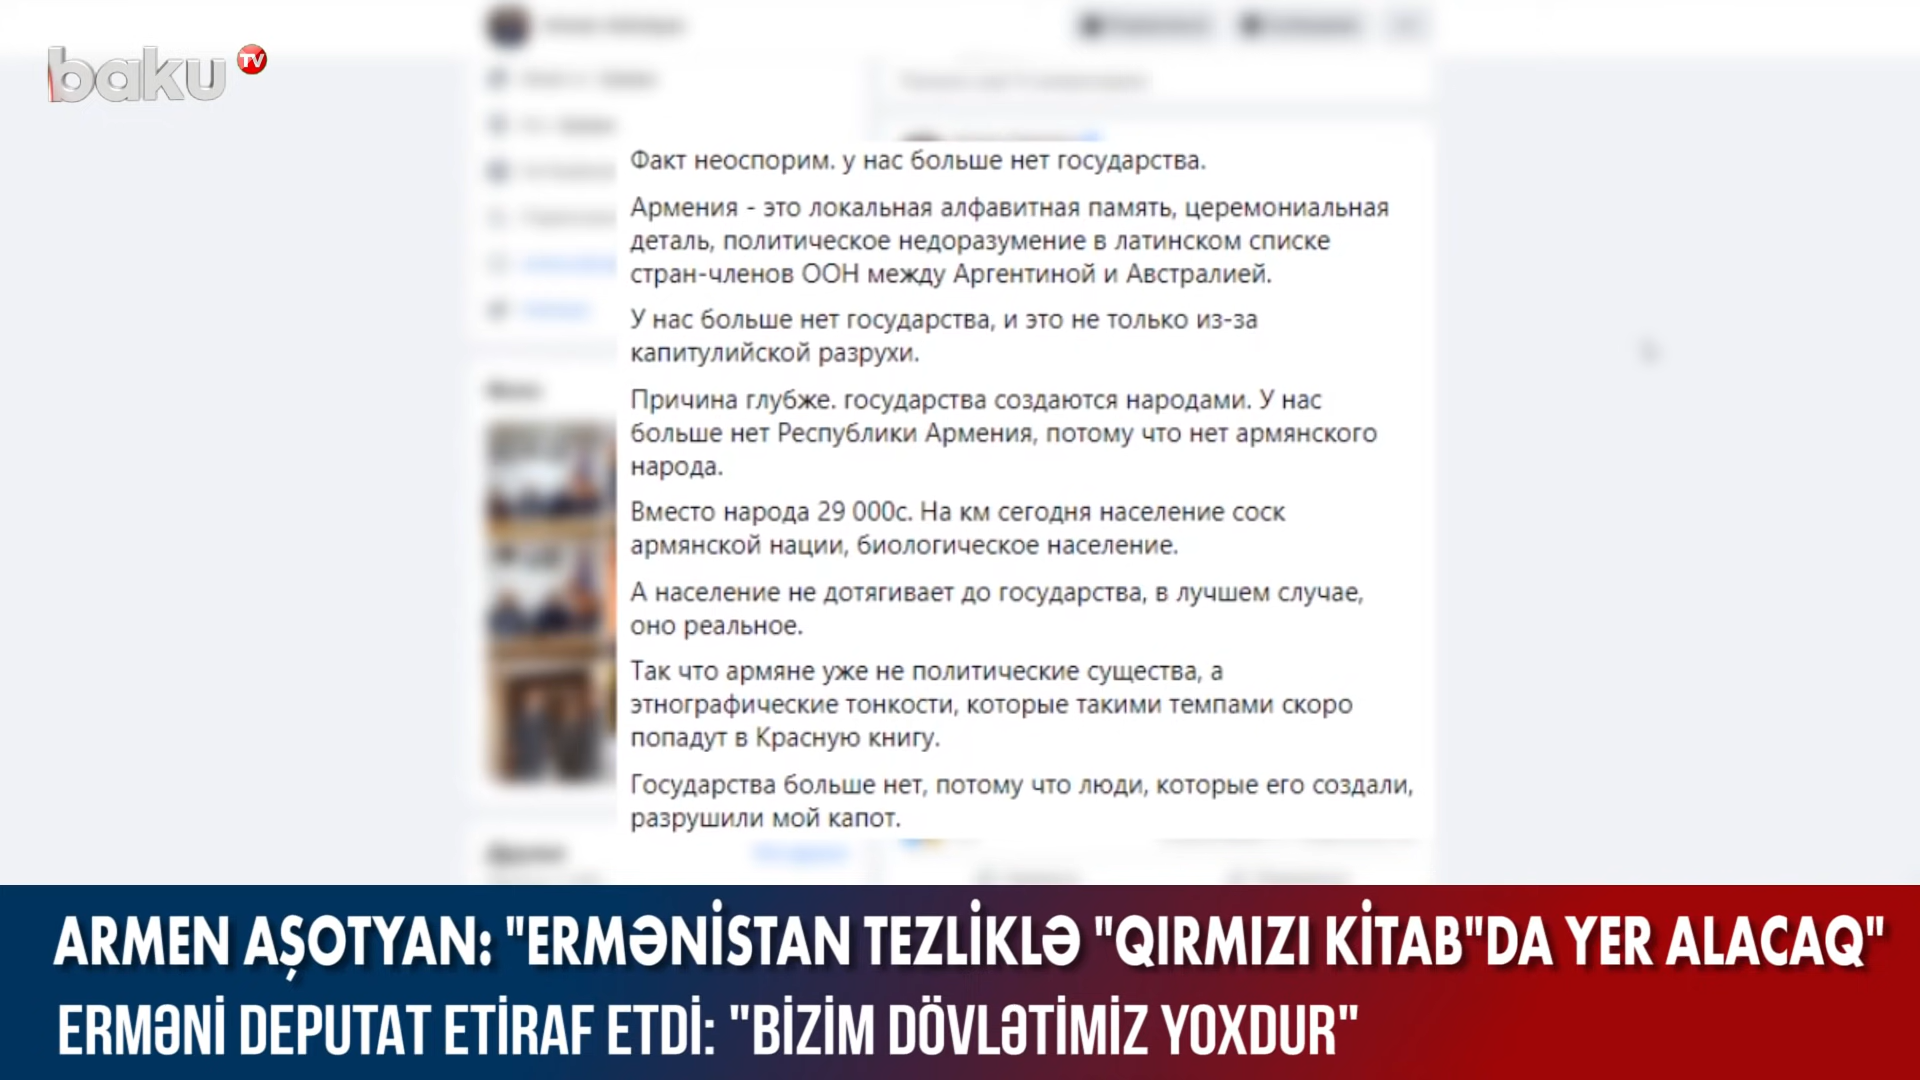 baku TV
Факт неоспорим. у нас больше нет государства.
Армения - это локальная алфавитная память, церемониальная
деталь, политическое недоразумение в латинском списке
стран-членов ООН между Аргентиной и Австралией.
У нас больше нет государства, и это не только из-за
капитулийской разрухи.
Причина глубже. государства создаются народами. У нас
больше нет Республики Армения, потому что нет армянского
народа.
Вместо народа 29 000с. На км сегодня население соск
армянской нации, биологическое население.
А население не дотягивает до государства, в лучшем случае,
оно реальное.
Так что армяне уже не политические существа, а
этнографические тонкости, которые такими темпами скоро
попадут в Красную книгу.
Государства больше нет, потому что люди, которые его создали,
разрушили мой капот.
ARMEN AŞOTYAN: "ERMƏNİSTAN TEZLİKLƏ "QIRMIZI KİTAB"DA YER ALACAQ"
ERMƏNİ DEPUTAT ETİRAF ETDİ: "BİZİM DÖVLƏTİMİZ YOXDUR"